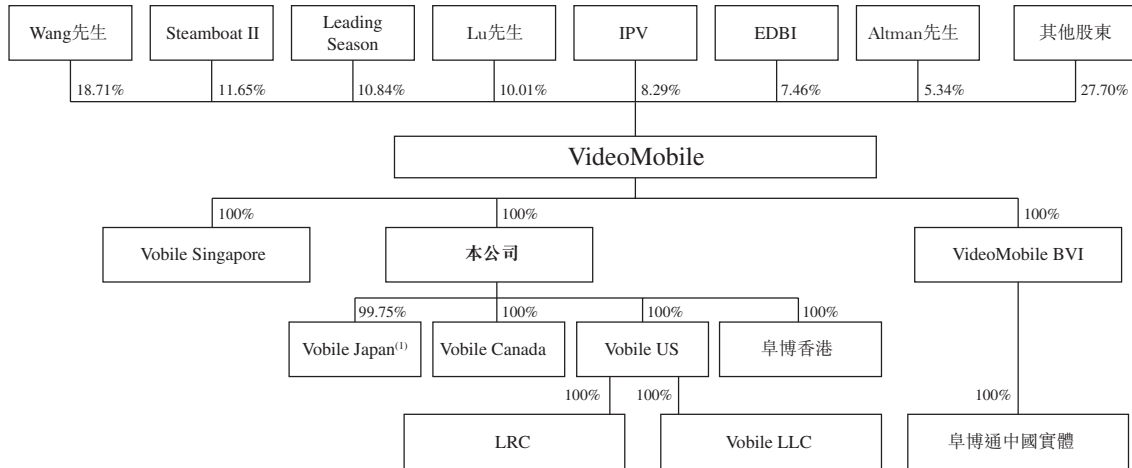 Wang先生
Steamboat II
Leading
Season
Lu先生
IPV
EDBI
Altman先生
其他股東
18.71%
11.65%
10.84%
10.01%
8.29%
7.46%
5.34%
27.70%
VideoMobile
100%
100%
100%
Vobile Singapore
本公司
VideoMobile BVI
99.75%
100%
100%
100%
Vobile Japan(1)
Vobile Canada
Vobile US
阜博香港
100%
100%
100%
LRC
Vobile LLC
阜博通中國實體